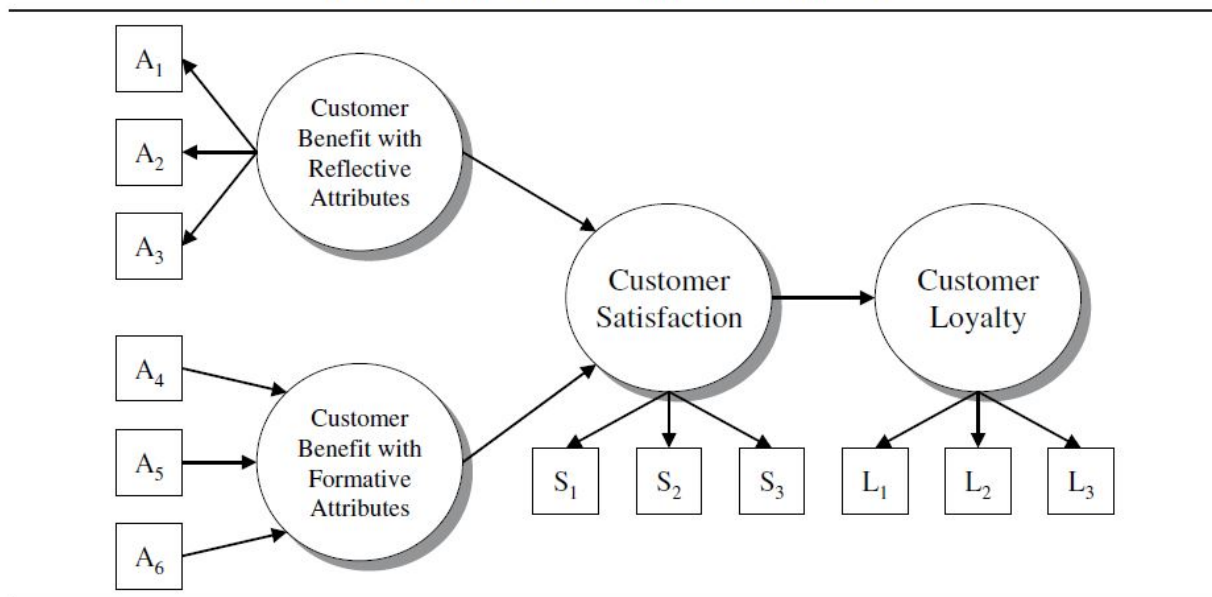 A1
A2
A3
Customer
Benefit with
Reflective
Attributes
Customer
Satisfaction
Customer
Loyalty
A4
A5
A6
Customer
Benefit with
Formative
Attributes
S1
S2
S3
L1
L2
L3